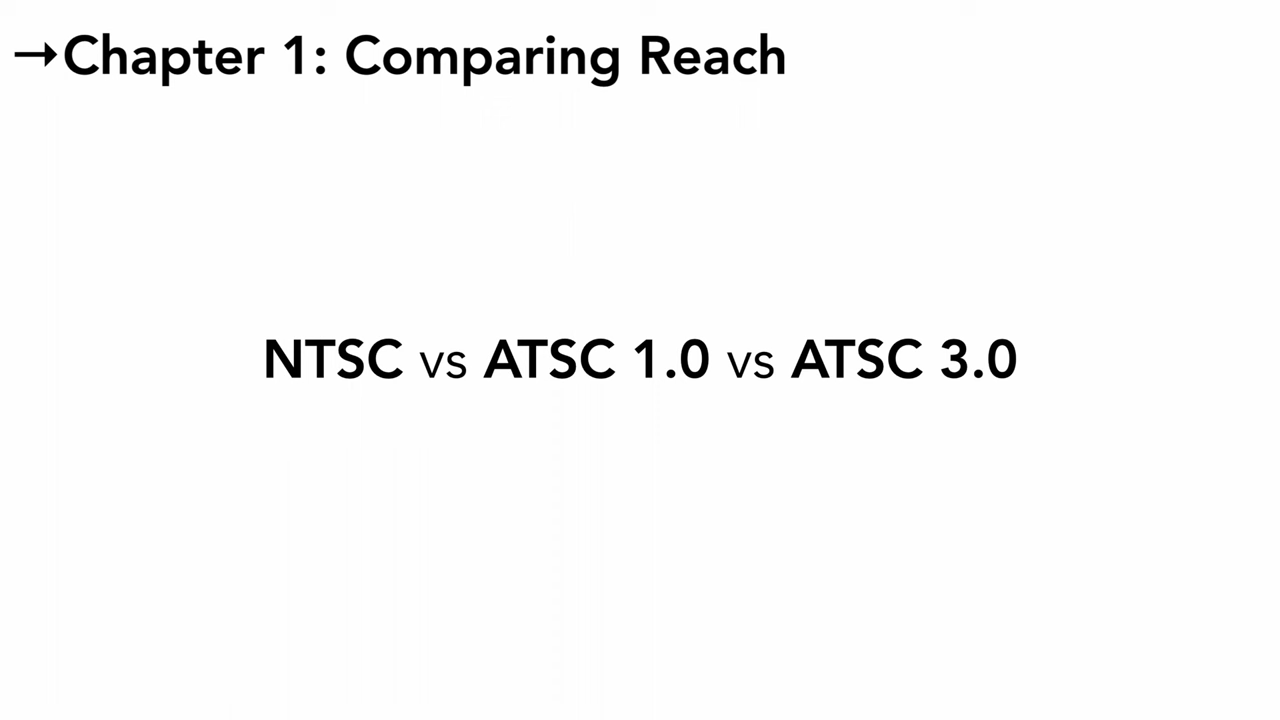 →Chapter 1: Comparing Reach
NTSC vs ATSC 1.0 vs ATSC 3.0